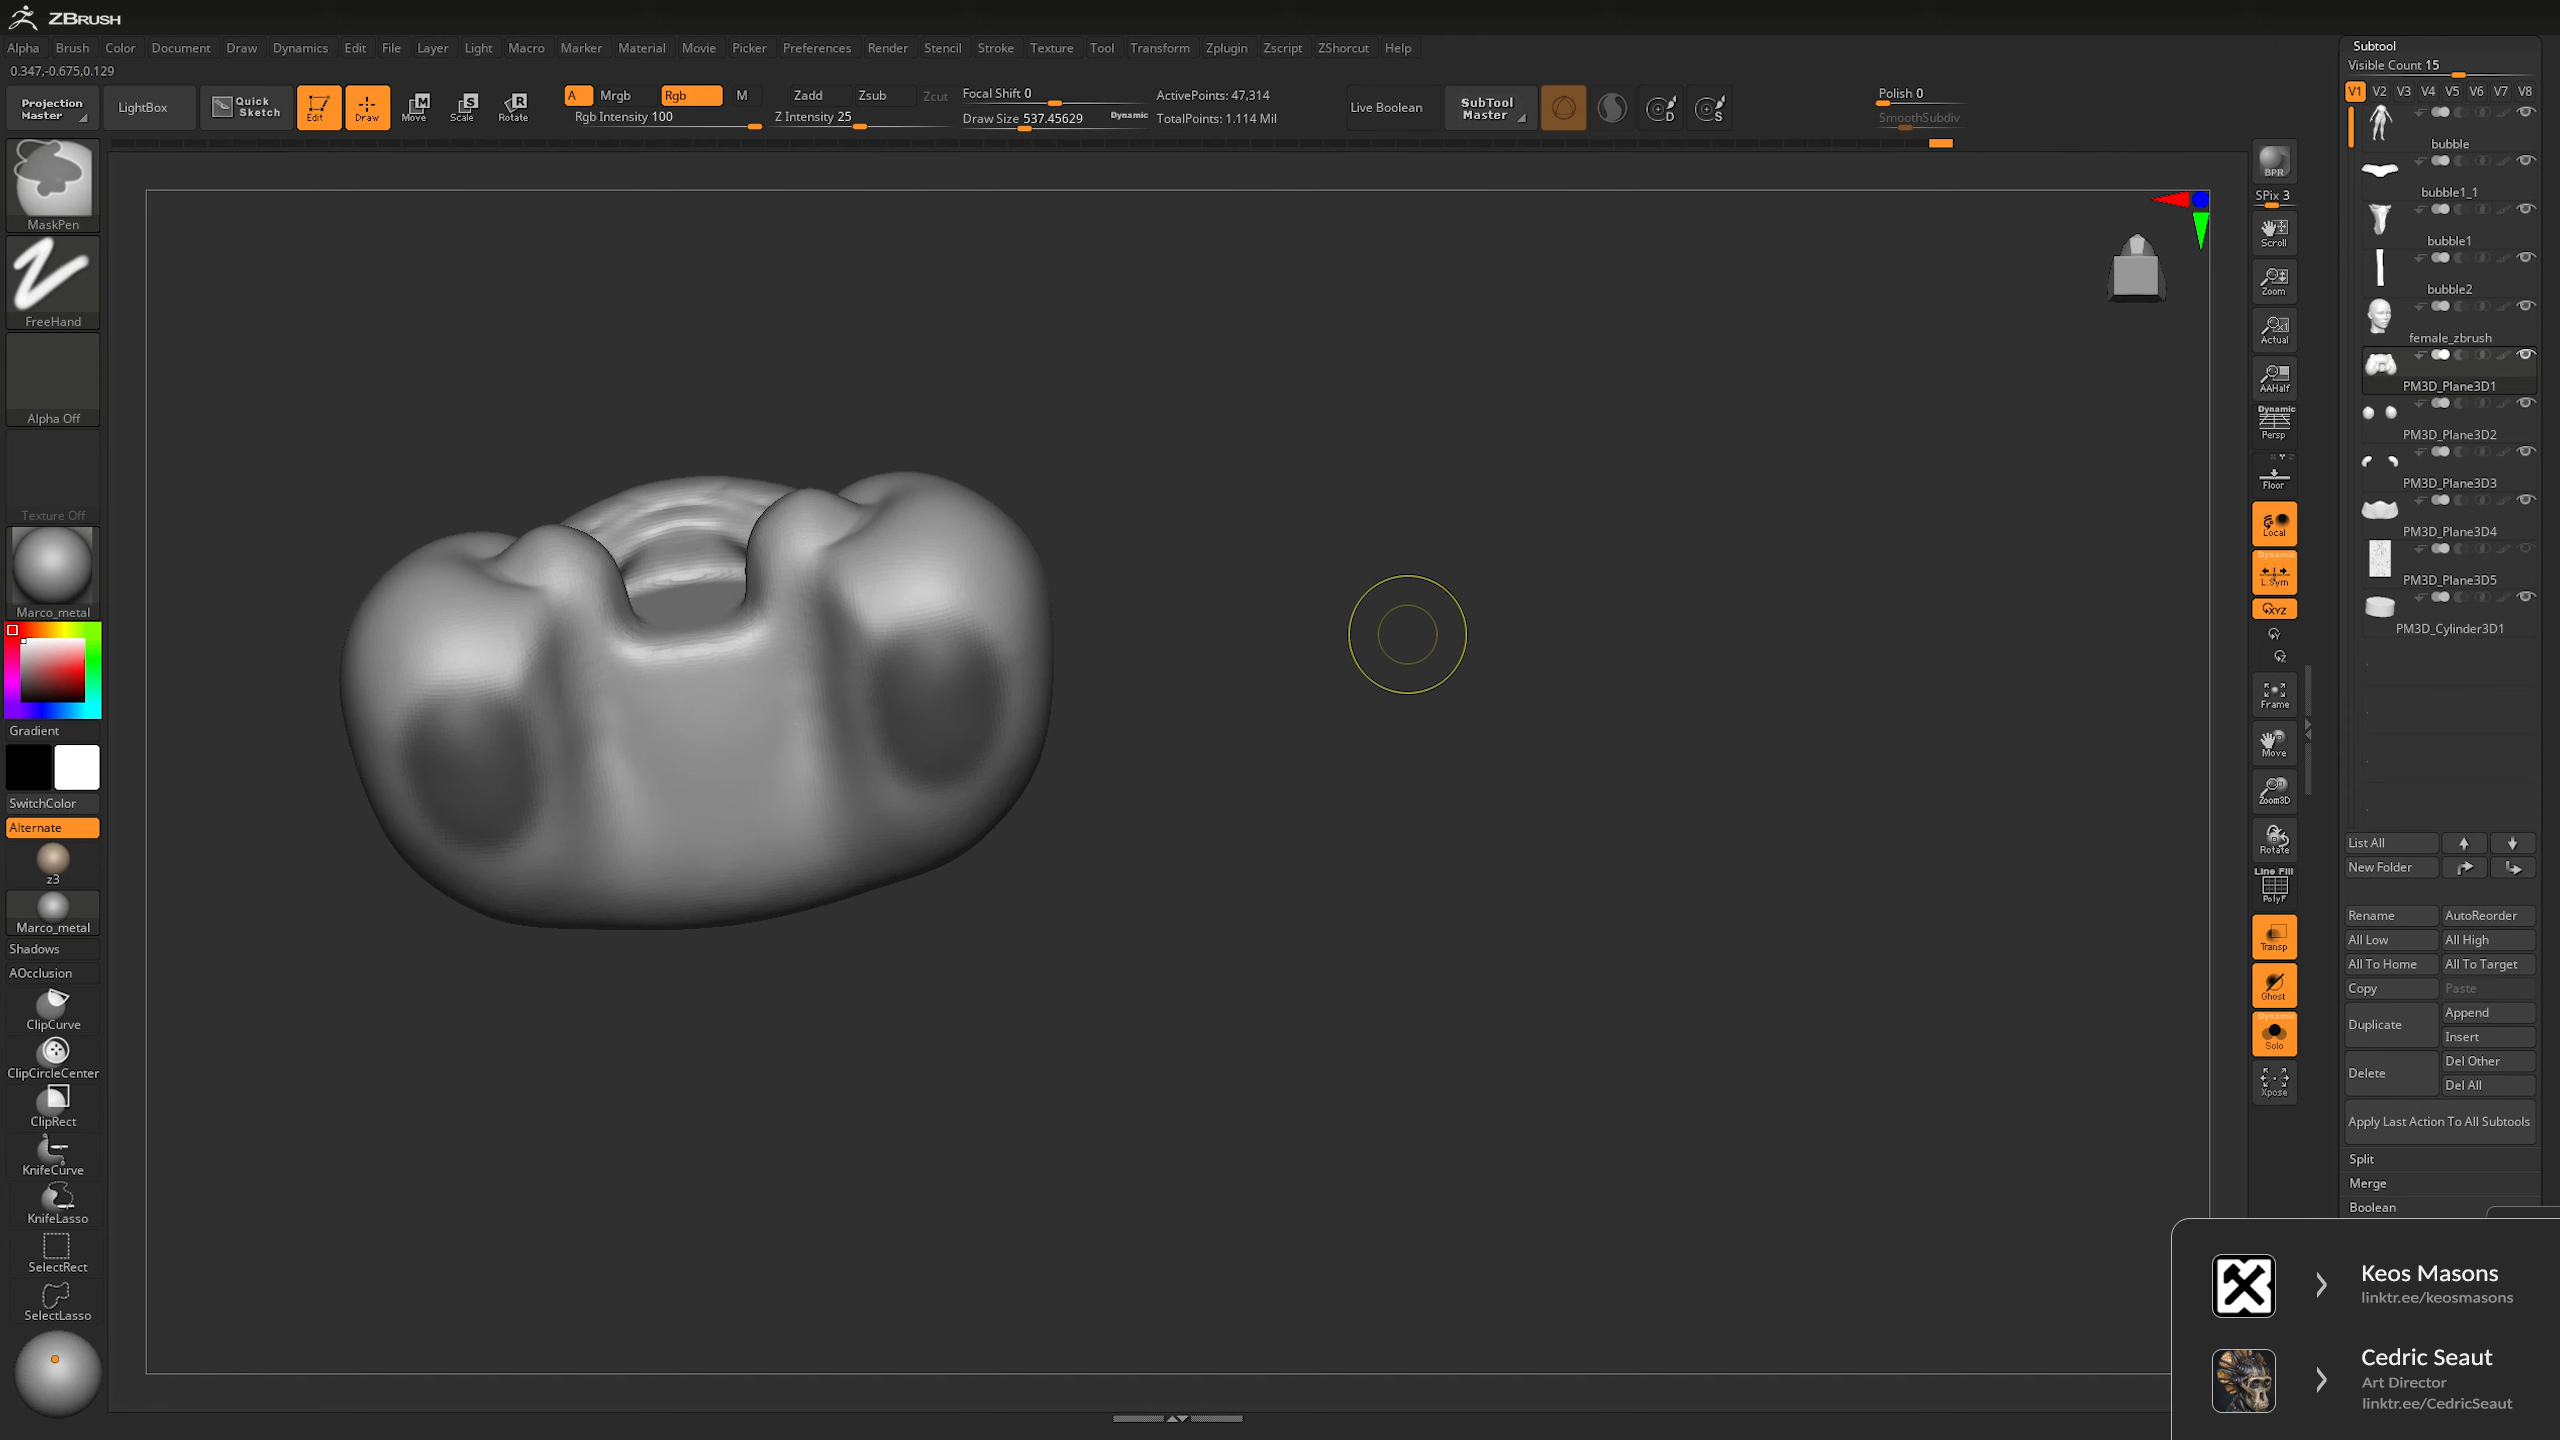 ZBRUSH
Alpha Brush Color Document Draw Dynamics Edit File Layer Light Macro Marker Material Movie Picker Preferences Render Stencil Stroke Texture Tool Transform Zplugin Zscript ZShorcut Help
0.347,-0.675,0.129
Projection Master
LightBox
Quick Sketch
Edit
Draw
Move
Scale
Rotate
A Mrgb Rgb M
Rgb Intensity 100
Zadd Zsub Zcut
Z Intensity 25
Focal Shift 0
Draw Size 537.45629
Dynamic
ActivePoints: 47,314
TotalPoints: 1.114 Mil
Live Boolean
SubTool Master
Polish 0
SmoothSubdiv
MaskPen
FreeHand
Alpha Off
Texture Off
Marco_metal
Gradient
SwitchColor
Alternate
z3
Marco_metal
Shadows
AOcclusion
ClipCurve
ClipCircleCenter
ClipRect
KnifeCurve
KnifeLasso
SelectRect
SelectLasso
BPR
SPix 3
Scroll
Zoom
Actual
AAHalf
Dynamic
Persp
Floor
Local
Dynamic
L.Sym
XYZ
Frame
Move
Zoom3D
Rotate
Line Fill
PolyF
Transp
Ghost
Dynamic
Solo
Xpose
Subtool
Visible Count 15
V1 V2 V3 V4 V5 V6 V7 V8
bubble
bubble1_1
bubble1
bubble2
female_zbrush
PM3D_Plane3D1
PM3D_Plane3D2
PM3D_Plane3D3
PM3D_Plane3D4
PM3D_Plane3D5
PM3D_Cylinder3D1
List All
New Folder
Rename AutoReorder
All Low All High
All To Home All To Target
Copy Paste
Duplicate Append
Insert
Delete Del Other
Del All
Apply Last Action To All Subtools
Split
Merge
Boolean
Keos Masons
linktr.ee/keosmasons
Cedric Seaut
Art Director
linktr.ee/CedricSeaut